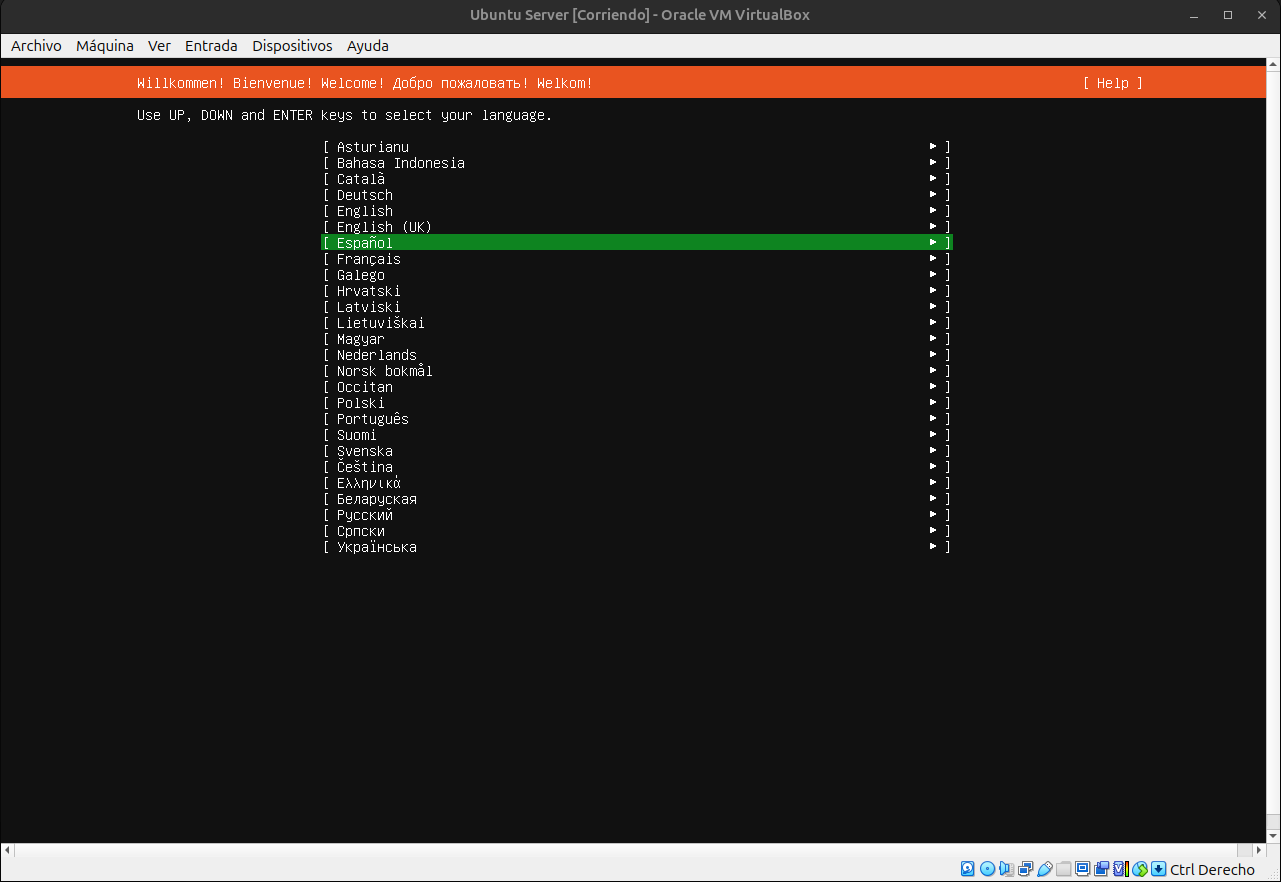 Ubuntu Server [Corriendo] - Oracle VM VirtualBox
Archivo Máquina Ver Entrada Dispositivos Ayuda
Willkommen! Bienvenue! Welcome! Добро пожаловать! Welkom! [ Help ]
Use UP, DOWN and ENTER keys to select your language.
[ Asturianu ▸ ]
[ Bahasa Indonesia ▸ ]
[ Català ▸ ]
[ Deutsch ▸ ]
[ English ▸ ]
[ English (UK) ▸ ]
[ Español ▸ ]
[ Français ▸ ]
[ Galego ▸ ]
[ Hrvatski ▸ ]
[ Latviski ▸ ]
[ Lietuviškai ▸ ]
[ Magyar ▸ ]
[ Nederlands ▸ ]
[ Norsk bokmål ▸ ]
[ Occitan ▸ ]
[ Polski ▸ ]
[ Português ▸ ]
[ Suomi ▸ ]
[ Svenska ▸ ]
[ Čeština ▸ ]
[ Ελληνικά ▸ ]
[ Беларуская ▸ ]
[ Русский ▸ ]
[ Српски ▸ ]
[ Українська ▸ ]
Ctrl Derecho